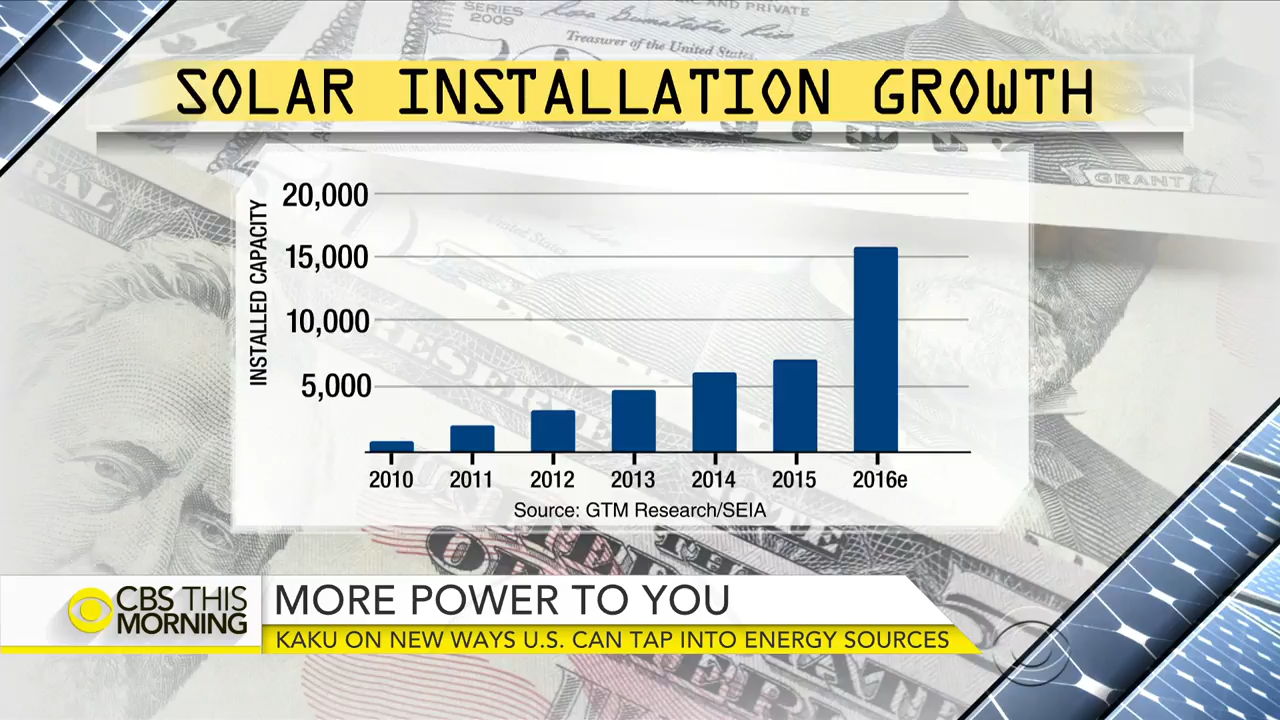 SERIES
2009
AND PRIVATE
Treasurer of the United States.
SOLAR INSTALLATION GROWTH
GRANT
INSTALLED CAPACITY
20,000
15,000
10,000
5,000
2010 2011 2012 2013 2014 2015 2016e
Source: GTM Research/SEIA
CBS THIS
MORNING
MORE POWER TO YOU
KAKU ON NEW WAYS U.S. CAN TAP INTO ENERGY SOURCES